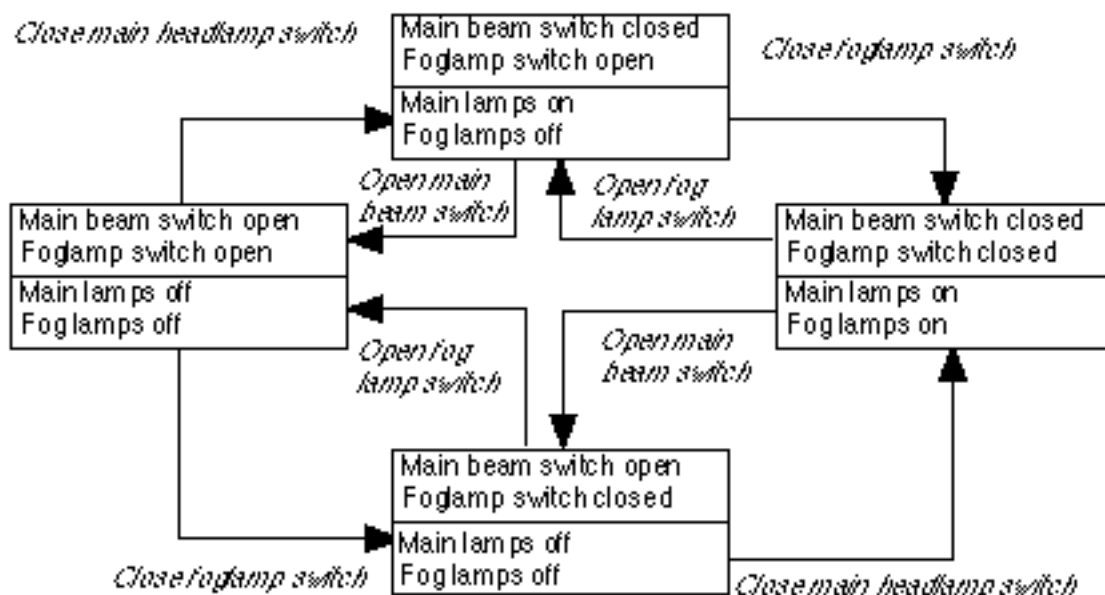 Close main headlamp switch
Main beam switch closed
Foglamp switch open
Main lamps on
Fog lamps off
Close foglamp switch
Open main
beam switch
Open fog
lamp switch
Main beam switch open
Foglamp switch open
Main lamps off
Fog lamps off
Main beam switch closed
Foglamp switch closed
Main lamps on
Fog lamps on
Open fog
lamp switch
Open main
beam switch
Main beam switch open
Foglamp switch closed
Main lamps off
Fog lamps off
Close foglamp switch
Close main headlamp switch